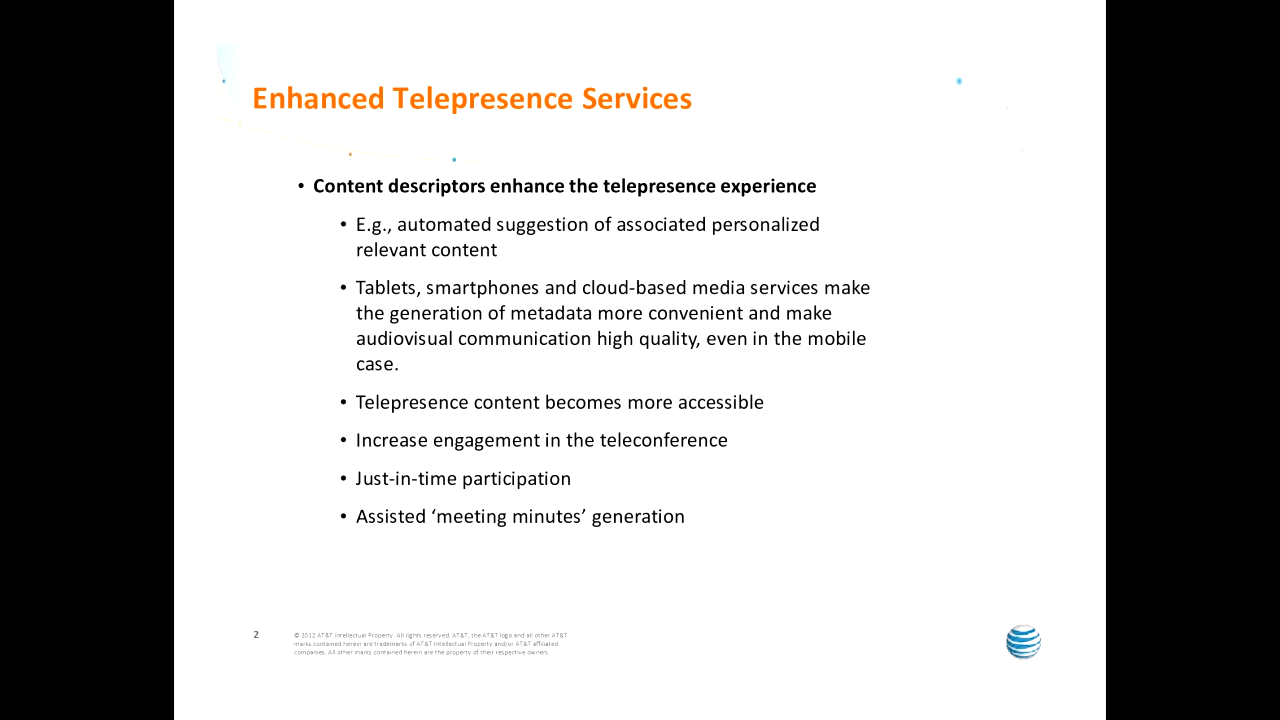 Enhanced Telepresence Services
• Content descriptors enhance the telepresence experience
• E.g., automated suggestion of associated personalized
relevant content
• Tablets, smartphones and cloud-based media services make
the generation of metadata more convenient and make
audiovisual communication high quality, even in the mobile
case.
• Telepresence content becomes more accessible
• Increase engagement in the teleconference
• Just-in-time participation
• Assisted ‘meeting minutes’ generation
2
© 2012 AT&T Intellectual Property. All rights reserved. AT&T, the AT&T logo and all other AT&T
marks contained herein are trademarks of AT&T Intellectual Property and/or AT&T affiliated
companies. All other marks contained herein are the property of their respective owners.